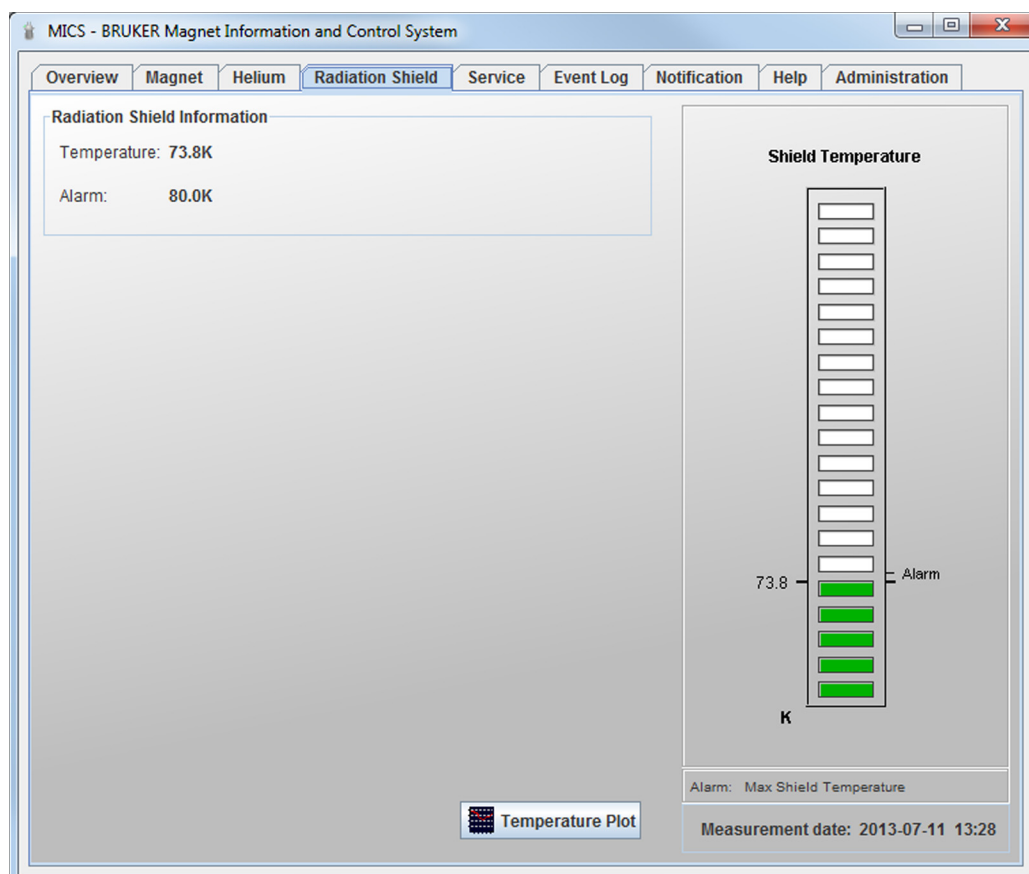 MICS - BRUKER Magnet Information and Control System
Overview Magnet Helium Radiation Shield Service Event Log Notification Help Administration
Radiation Shield Information
Temperature: 73.8K
Alarm: 80.0K
Shield Temperature
73.8
Alarm
K
Alarm: Max Shield Temperature
Temperature Plot
Measurement date: 2013-07-11 13:28